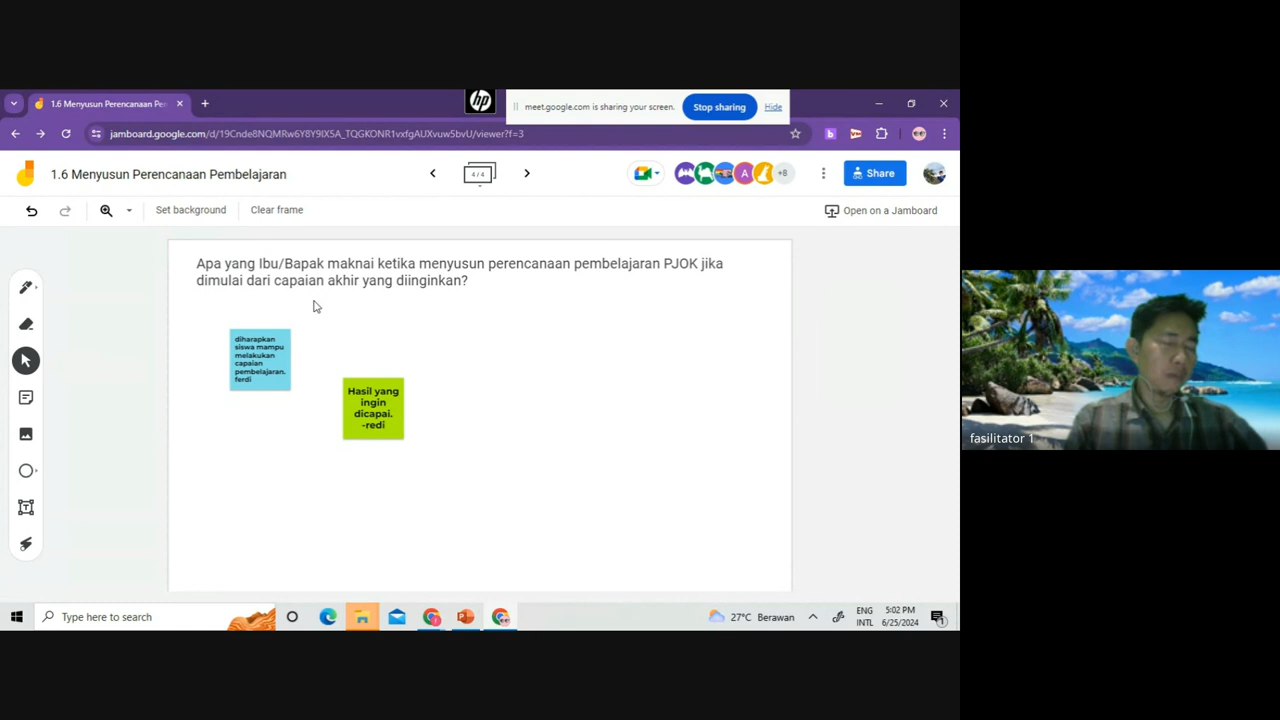 hp
meet.google.com is sharing your screen.
Stop sharing
Hide
1.6 Menyusun Perencanaan Pe
jamboard.google.com/d/19Cnde8NQMRw6Y8Y9IX5A_TQGKONR1vxfgAUXvuw5bvU/viewer?f=3
1.6 Menyusun Perencanaan Pembelajaran
4 / 4
A
+8
Share
Set background
Clear frame
Open on a Jamboard
Apa yang Ibu/Bapak maknai ketika menyusun perencanaan pembelajaran PJOK jika
dimulai dari capaian akhir yang diinginkan?
diharapkan
siswa mampu
melakukan
capaian
pembelajaran.
ferdi
Hasil yang
ingin
dicapai.
-redi
fasilitator 1
Type here to search
27°C Berawan
ENG
INTL
5:02 PM
6/25/2024
1